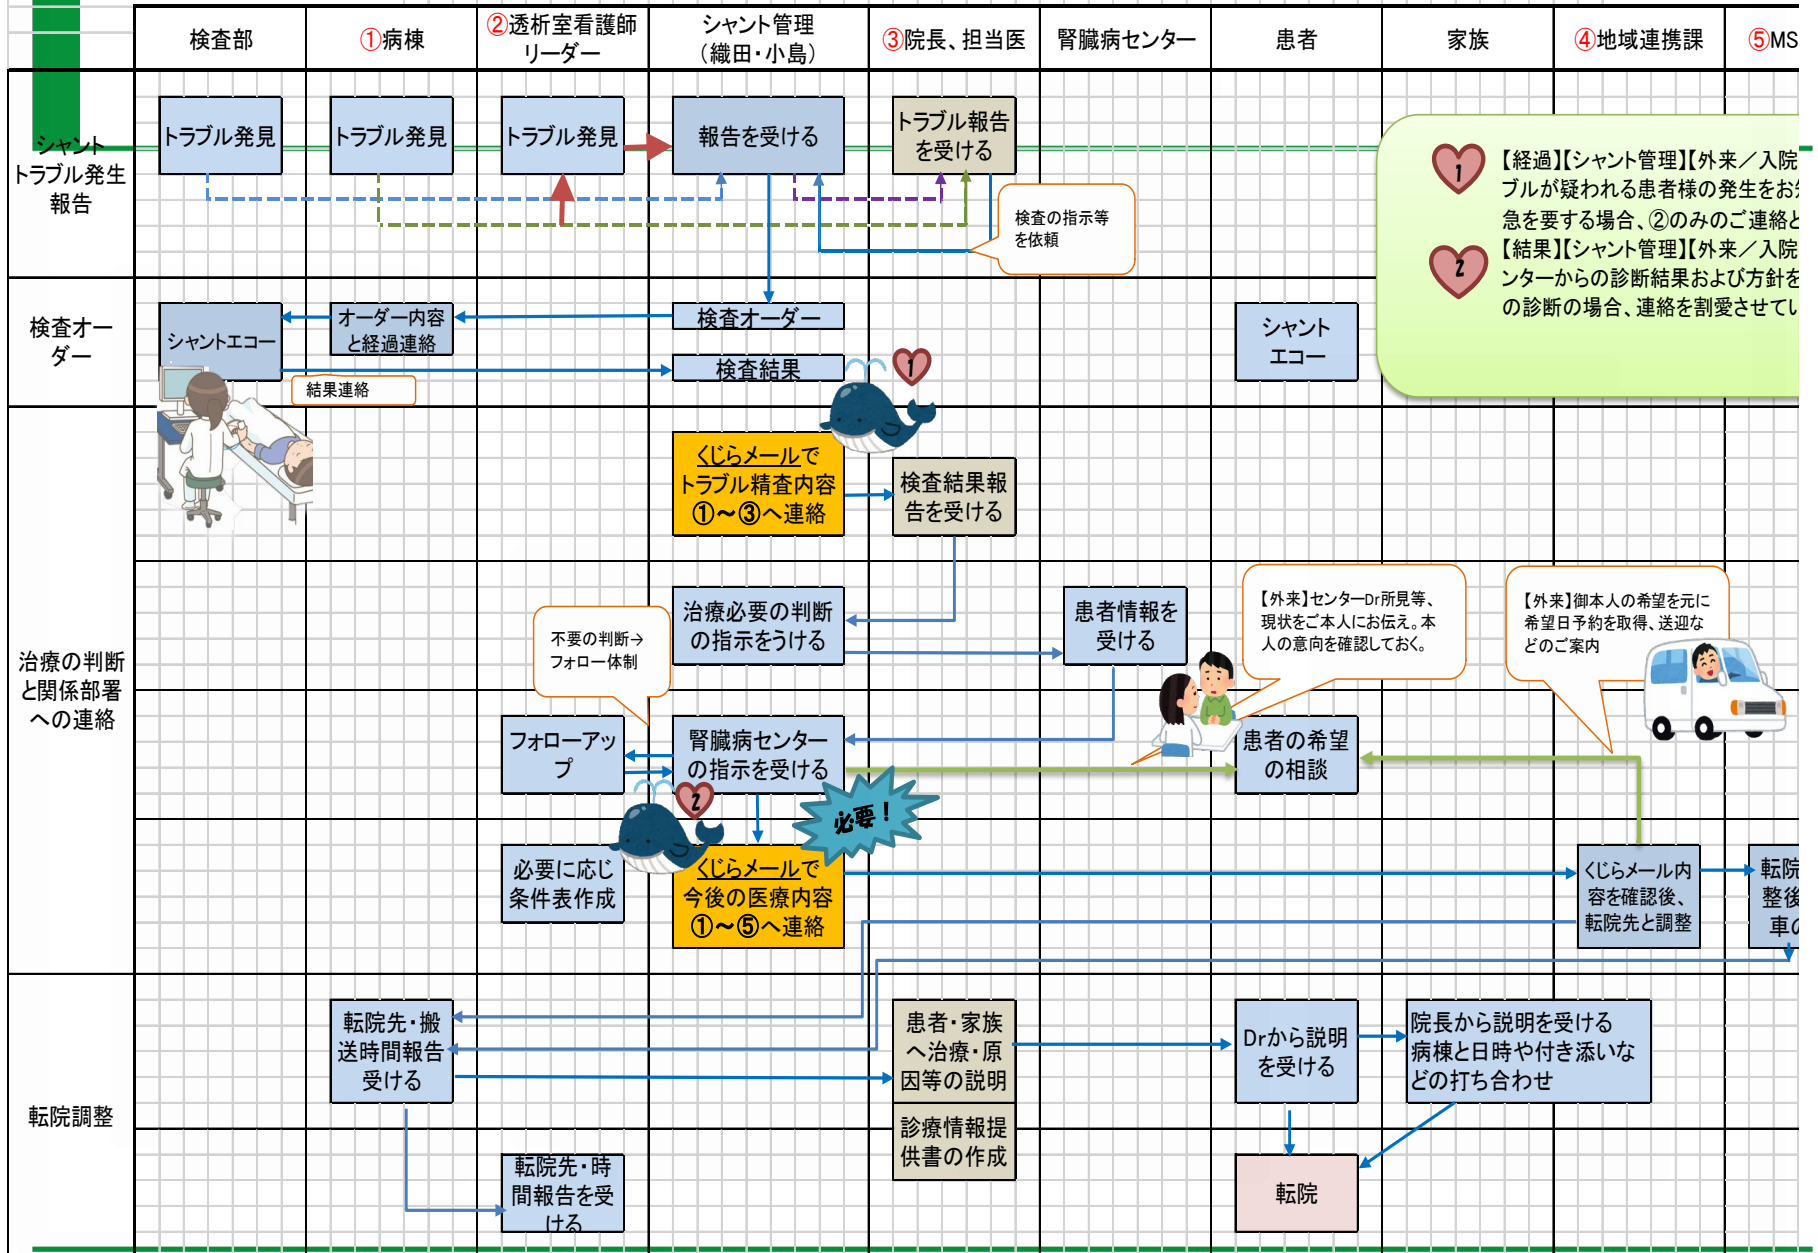 検査部
①病棟
②透析室看護師
リーダー
シャント管理
（織田・小島）
③院長、担当医
腎臓病センター
患者
家族
④地域連携課
⑤MS
シャント
トラブル発生
報告
トラブル発見
トラブル発見
トラブル発見
報告を受ける
トラブル報告
を受ける
検査の指示等
を依頼
1
【経過】【シャント管理】【外来／入院
ブルが疑われる患者様の発生をお
急を要する場合、②のみのご連絡と
2
【結果】【シャント管理】【外来／入院
ンターからの診断結果および方針を
の診断の場合、連絡を割愛させてい
検査オー
ダー
シャントエコー
オーダー内容
と経過連絡
検査オーダー
検査結果
1
シャント
エコー
結果連絡
治療の判断
と関係部署
への連絡
くじらメールで
トラブル精査内容
①～③へ連絡
検査結果報
告を受ける
不要の判断→
フォロー体制
治療必要の判断
の指示をうける
患者情報を
受ける
【外来】センターDr所見等、
現状をご本人にお伝え。本
人の意向を確認しておく。
【外来】御本人の希望を元に
希望日予約を取得、送迎な
どのご案内
フォローアッ
プ
腎臓病センター
の指示を受ける
患者の希望
の相談
2
必要！
必要に応じ
条件表作成
くじらメールで
今後の医療内容
①～⑤へ連絡
くじらメール内
容を確認後、
転院先と調整
転院
整後
車の
転院調整
転院先・搬
送時間報告
受ける
患者・家族
へ治療・原
因等の説明
診療情報提
供書の作成
Drから説明
を受ける
院長から説明を受ける
病棟と日時や付き添いな
どの打ち合わせ
転院先・時
間報告を受
ける
転院